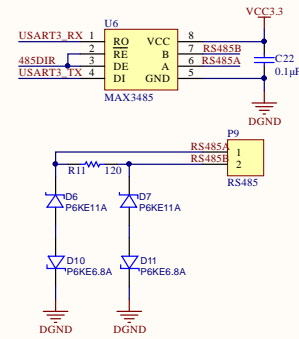 VCC3.3
U6
USART3_RX 1 RO VCC 8
2 RE B 7 RS485B
485DIR 3 DE A 6 RS485A
USART3_TX 4 DI GND 5
MAX3485
C22
0.1μF
DGND
P9
RS485A 1
RS485B 2
RS485
R11 120
D6
P6KE11A
D7
P6KE11A
D10
P6KE6.8A
D11
P6KE6.8A
DGND
DGND